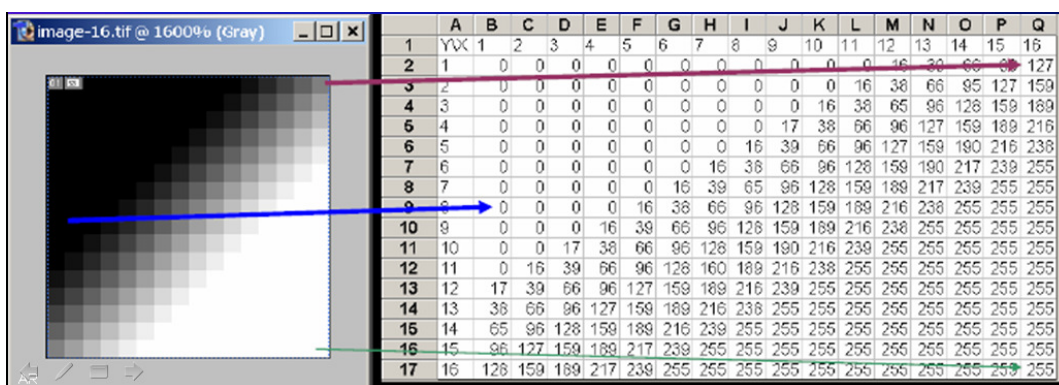 image-16.tif @ 1600% (Gray)
A B C D E F G H I J K L M N O P Q
1 Y\X 1 2 3 4 5 6 7 8 9 10 11 12 13 14 15 16
2 1 0 0 0 0 0 0 0 0 0 0 0 16 127
3 2 0 0 0 0 0 0 0 0 0 0 16 38 66 95 127 159
4 3 0 0 0 0 0 0 0 0 0 16 38 65 96 128 159 189
5 4 0 0 0 0 0 0 0 0 17 38 66 96 127 159 189 216
6 5 0 0 0 0 0 0 0 16 39 66 96 127 159 190 216 238
7 6 0 0 0 0 0 0 16 38 66 96 128 159 190 217 239 255
8 7 0 0 0 0 0 16 39 65 96 128 159 189 217 239 255 255
9 8 0 0 0 0 16 38 66 96 128 159 189 216 238 255 255 255
10 9 0 0 0 16 39 66 96 128 159 189 216 238 255 255 255 255
11 10 0 0 17 38 66 96 128 159 190 216 239 255 255 255 255 255
12 11 0 16 39 66 96 128 160 189 216 238 255 255 255 255 255 255
13 12 17 39 66 96 127 159 189 216 239 255 255 255 255 255 255 255
14 13 38 66 96 127 159 189 216 238 255 255 255 255 255 255 255 255
15 14 65 96 128 159 189 216 239 255 255 255 255 255 255 255 255 255
16 15 96 127 159 189 217 239 255 255 255 255 255 255 255 255 255 255
17 16 128 159 189 217 239 255 255 255 255 255 255 255 255 255 255 255